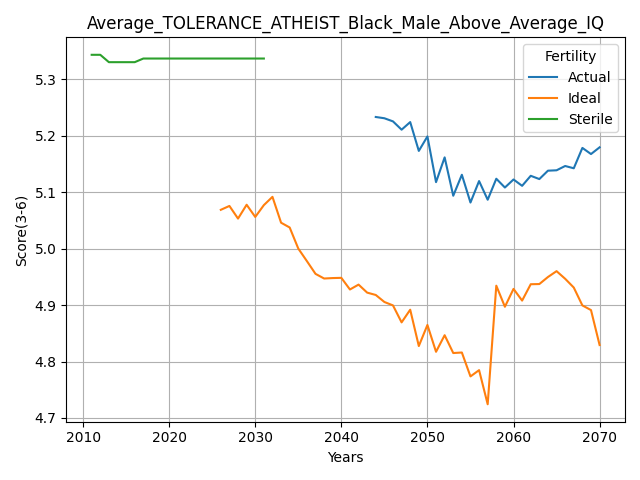 Average_TOLERANCE_ATHEIST_Black_Male_Above_Average_IQ
Fertility
Actual
Ideal
Sterile
Score(3-6)
5.3
5.2
5.1
5.0
4.9
4.8
4.7
2010 2020 2030 2040 2050 2060 2070
Years